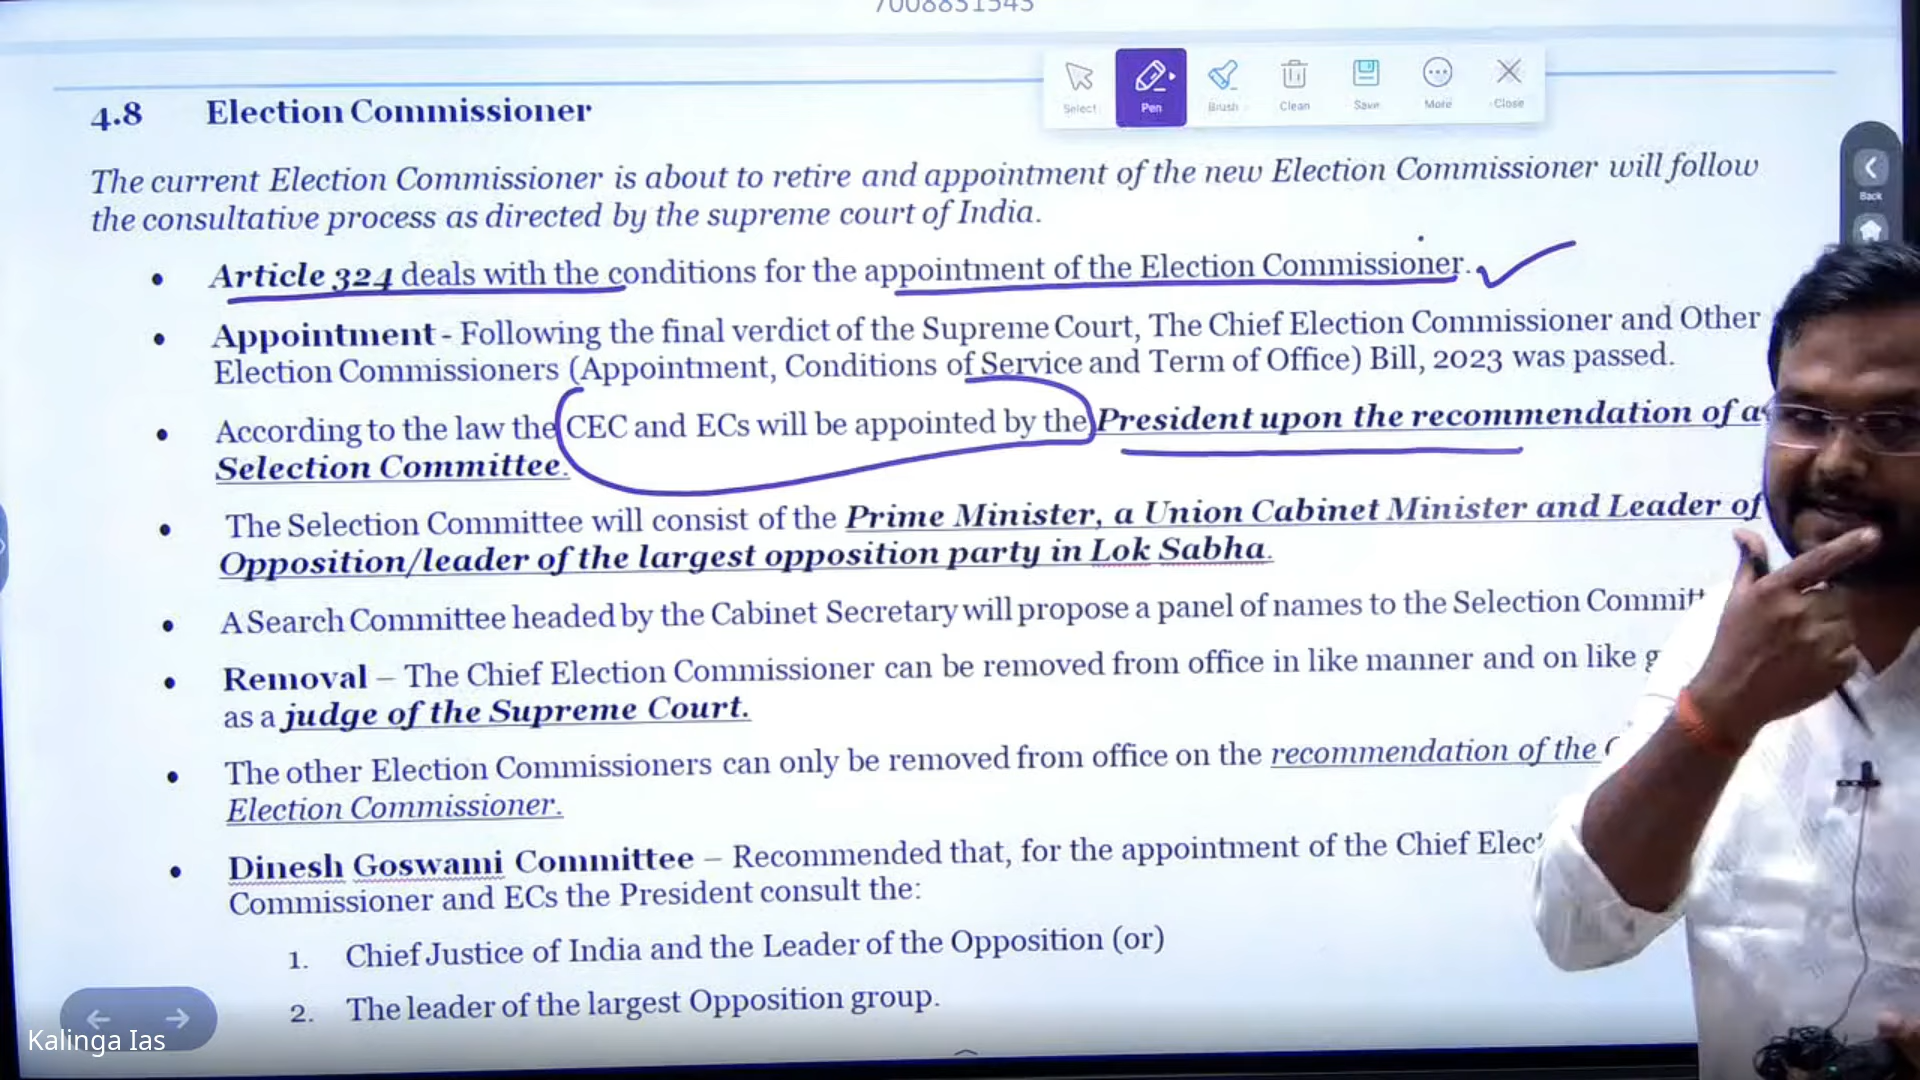 7008851543
Select
Pen
Brush
Clean
Save
More
Close
4.8 Election Commissioner
Back
The current Election Commissioner is about to retire and appointment of the new Election Commissioner will follow
the consultative process as directed by the supreme court of India.
• Article 324 deals with the conditions for the appointment of the Election Commissioner.
• Appointment - Following the final verdict of the Supreme Court, The Chief Election Commissioner and Other
Election Commissioners (Appointment, Conditions of Service and Term of Office) Bill, 2023 was passed.
• According to the law the CEC and ECs will be appointed by the President upon the recommendation of a
Selection Committee.
• The Selection Committee will consist of the Prime Minister, a Union Cabinet Minister and Leader of
Opposition/leader of the largest opposition party in Lok Sabha.
• A Search Committee headed by the Cabinet Secretary will propose a panel of names to the Selection
• Removal – The Chief Election Commissioner can be removed from office in like manner and on like
as a judge of the Supreme Court.
• The other Election Commissioners can only be removed from office on the recommendation of the
Election Commissioner.
• Dinesh Goswami Committee – Recommended that, for the appointment of the Chief
Commissioner and ECs the President consult the:
1. Chief Justice of India and the Leader of the Opposition (or)
2. The leader of the largest Opposition group.
Kalinga Ias